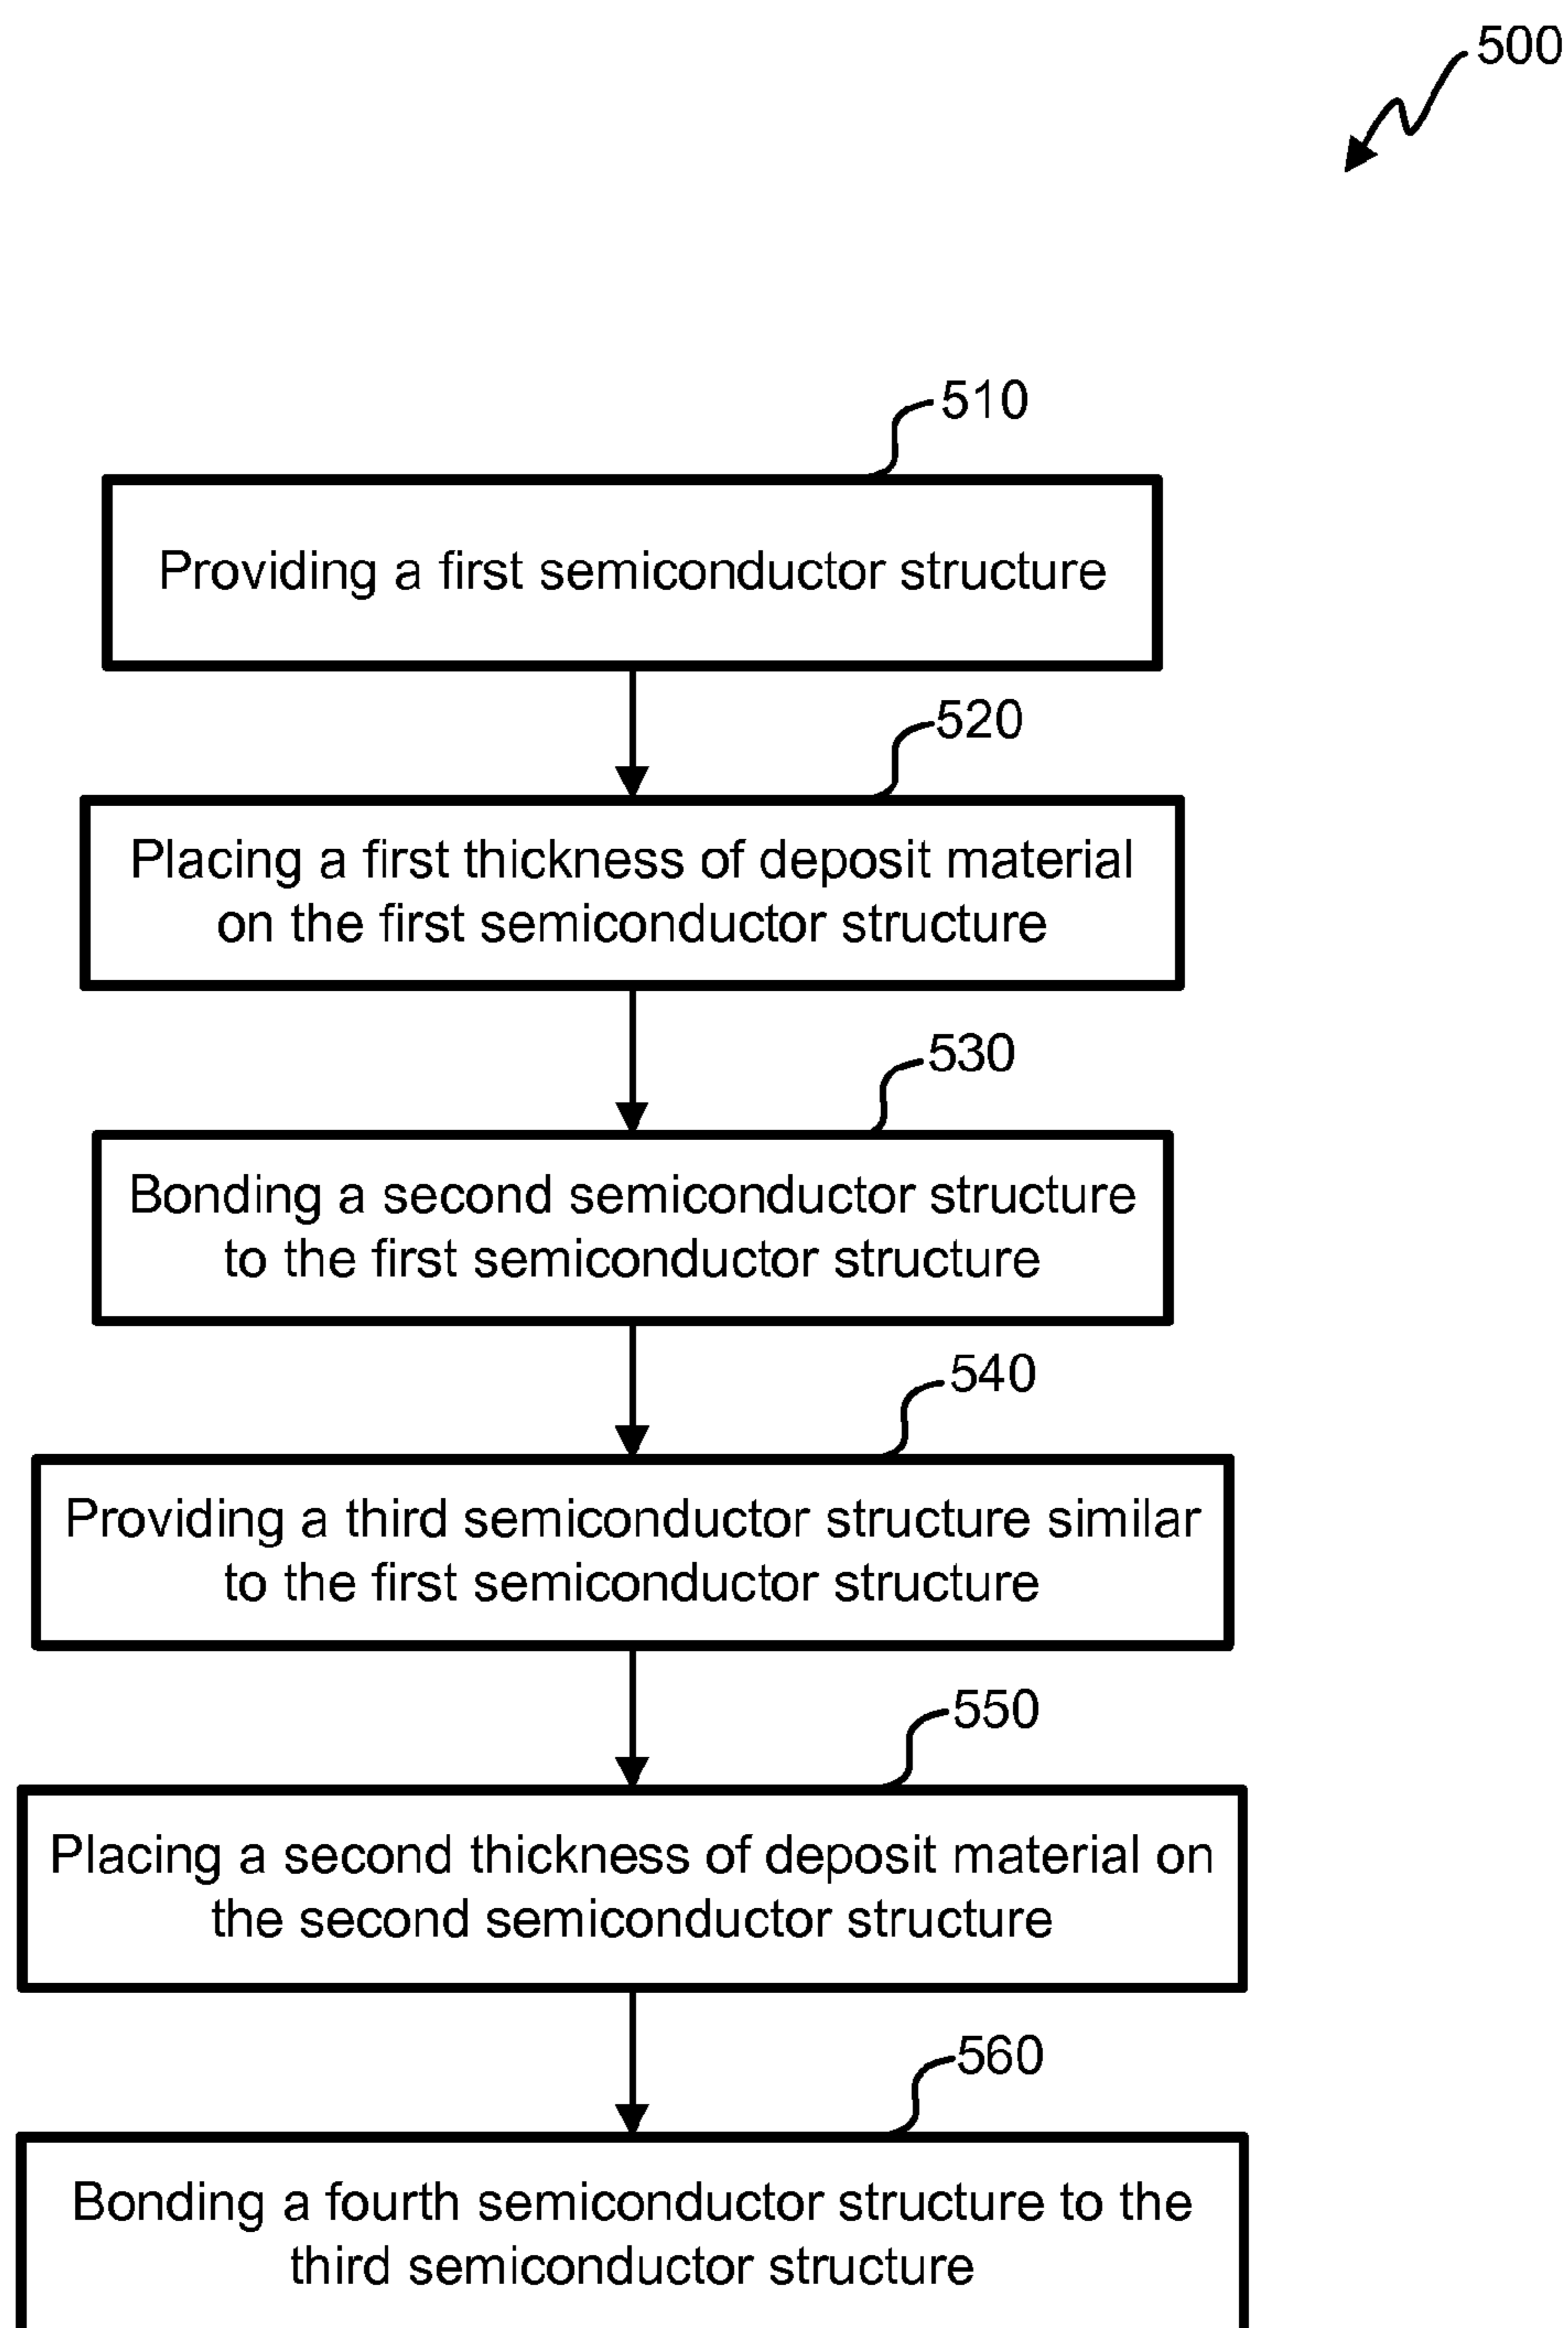 500
510
Providing a first semiconductor structure
520
Placing a first thickness of deposit material
on the first semiconductor structure
530
Bonding a second semiconductor structure
to the first semiconductor structure
540
Providing a third semiconductor structure similar
to the first semiconductor structure
550
Placing a second thickness of deposit material on
the second semiconductor structure
560
Bonding a fourth semiconductor structure to the
third semiconductor structure